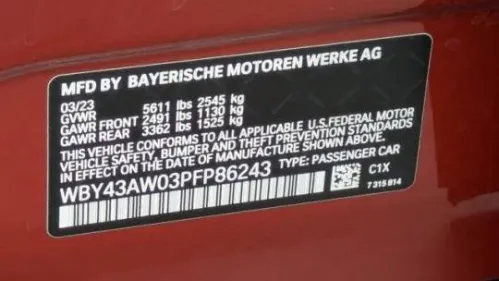 MFD BY BAYERISCHE MOTOREN WERKE AG
03/23 5611 lbs 2545 kg
GVWR
GAWR FRONT 2491 lbs 1130 kg
GAWR REAR 3362 lbs 1525 kg
THIS VEHICLE CONFORMS TO ALL APPLICABLE U.S.FEDERAL MOTOR
VEHICLE SAFETY, BUMPER AND THEFT PREVENTION STANDARDS
IN EFFECT ON THE DATE OF MANUFACTURE SHOWN ABOVE.
WBY43AW03PFP86243 TYPE: PASSENGER CAR
C1X
7 315 814